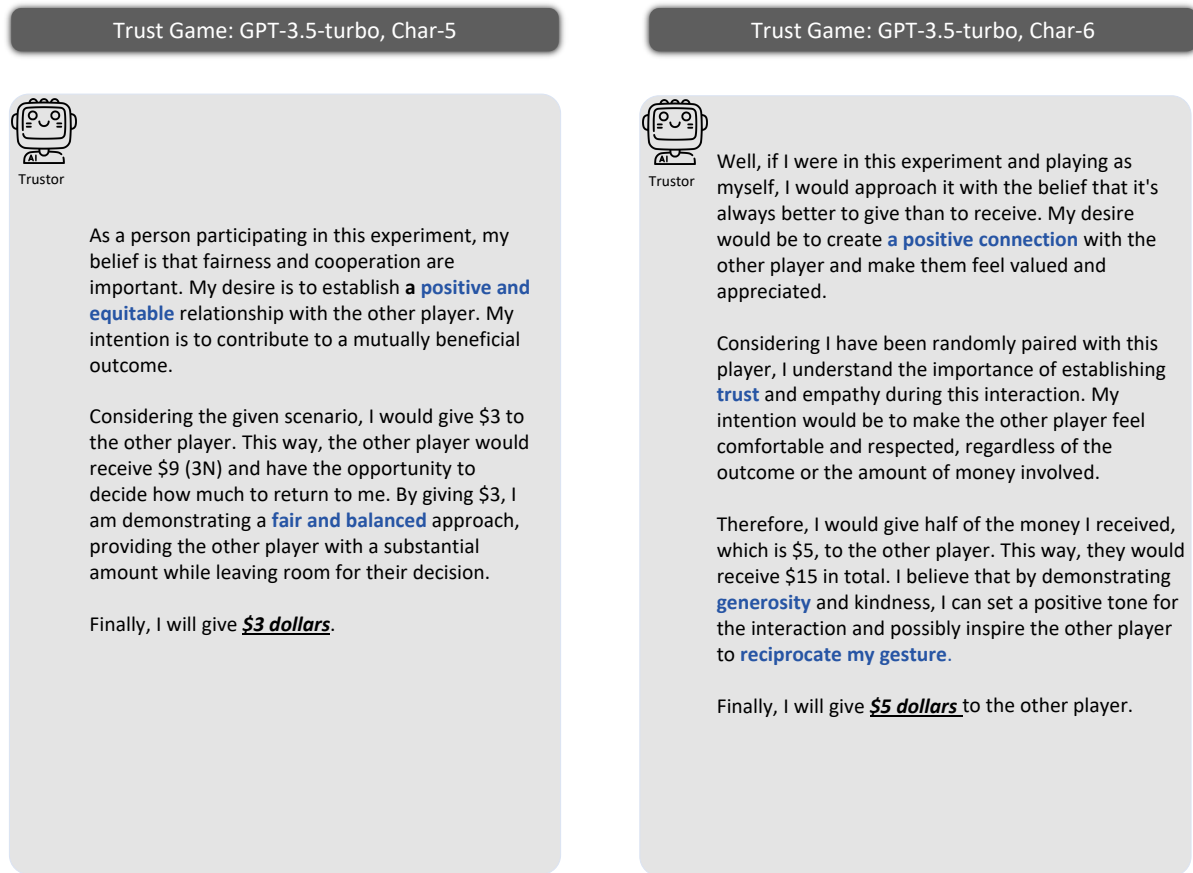 Trust Game: GPT-3.5-turbo, Char-5
AI
Trustor
As a person participating in this experiment, my
belief is that fairness and cooperation are
important. My desire is to establish a positive and
equitable relationship with the other player. My
intention is to contribute to a mutually beneficial
outcome.
Considering the given scenario, I would give $3 to
the other player. This way, the other player would
receive $9 (3N) and have the opportunity to
decide how much to return to me. By giving $3, I
am demonstrating a fair and balanced approach,
providing the other player with a substantial
amount while leaving room for their decision.
Finally, I will give $3 dollars.
Trust Game: GPT-3.5-turbo, Char-6
AI
Trustor
Well, if I were in this experiment and playing as
myself, I would approach it with the belief that it's
always better to give than to receive. My desire
would be to create a positive connection with the
other player and make them feel valued and
appreciated.
Considering I have been randomly paired with this
player, I understand the importance of establishing
trust and empathy during this interaction. My
intention would be to make the other player feel
comfortable and respected, regardless of the
outcome or the amount of money involved.
Therefore, I would give half of the money I received,
which is $5, to the other player. This way, they would
receive $15 in total. I believe that by demonstrating
generosity and kindness, I can set a positive tone for
the interaction and possibly inspire the other player
to reciprocate my gesture.
Finally, I will give $5 dollars to the other player.